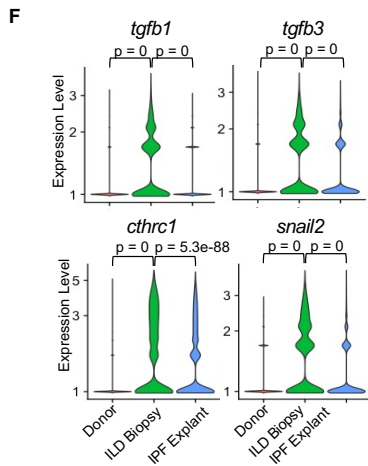 F
tgfb1
tgfb3
p = 0
p = 0
p = 0
p = 0
Expression Level
3
2
1
3
2
1
cthrc1
snail2
p = 0
p = 5.3e-88
p = 0
p = 0
Expression Level
5
3
1
3
2
1
Donor
ILD Biopsy
IPF Explant
Donor
ILD Biopsy
IPF Explant